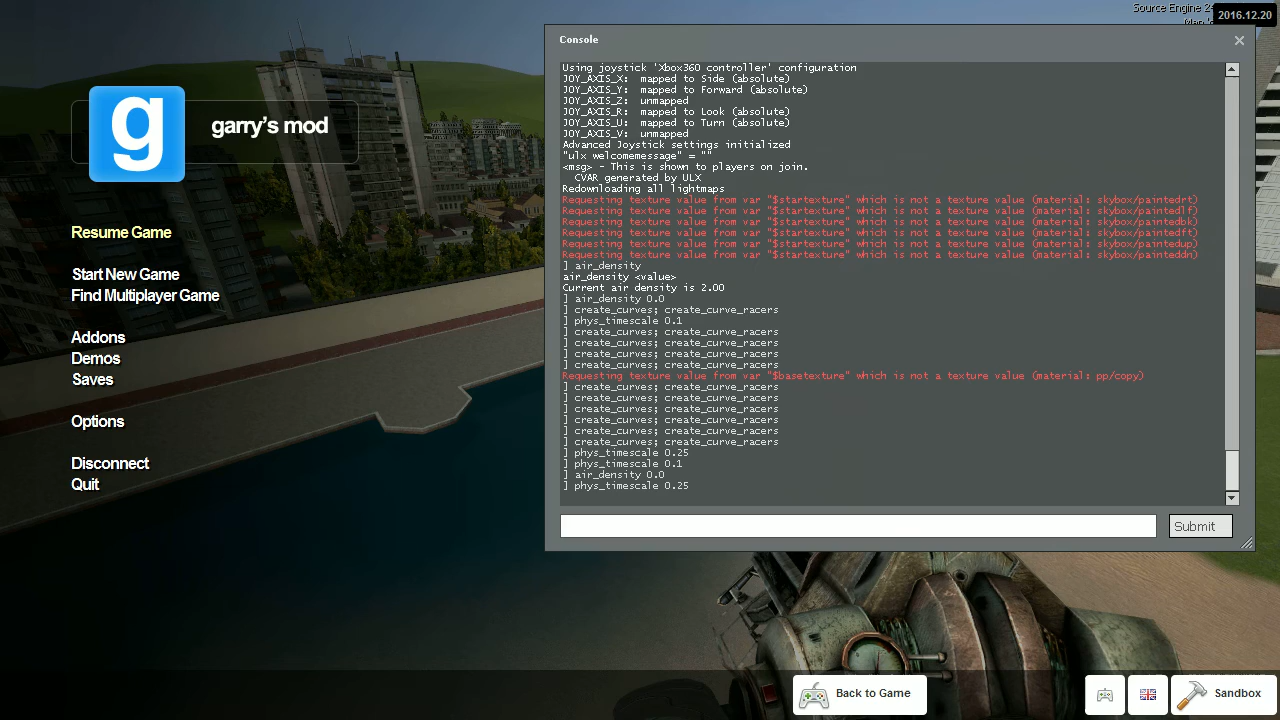 Source Engine 2
Map
2016.12.20
g
garry's mod
Resume Game
Start New Game
Find Multiplayer Game
Addons
Demos
Saves
Options
Disconnect
Quit
Console
Using joystick 'Xbox360 controller' configuration
JOY_AXIS_X:  mapped to Side (absolute)
JOY_AXIS_Y:  mapped to Forward (absolute)
JOY_AXIS_Z:  unmapped
JOY_AXIS_R:  mapped to Look (absolute)
JOY_AXIS_U:  mapped to Turn (absolute)
JOY_AXIS_V:  unmapped
Advanced Joystick settings initialized
"ulx welcomemessage" = ""
<msg> - This is shown to players on join.
CVAR generated by ULX
Redownloading all lightmaps
Requesting texture value from var "$startexture" which is not a texture value (material: skybox/paintedrt)
Requesting texture value from var "$startexture" which is not a texture value (material: skybox/paintedlf)
Requesting texture value from var "$startexture" which is not a texture value (material: skybox/paintedbk)
Requesting texture value from var "$startexture" which is not a texture value (material: skybox/paintedft)
Requesting texture value from var "$startexture" which is not a texture value (material: skybox/paintedup)
Requesting texture value from var "$startexture" which is not a texture value (material: skybox/painteddn)
] air_density
air_density <value>
Current air density is 2.00
] air_density 0.0
] create_curves; create_curve_racers
] phys_timescale 0.1
] create_curves; create_curve_racers
] create_curves; create_curve_racers
] create_curves; create_curve_racers
] create_curves; create_curve_racers
Requesting texture value from var "$basetexture" which is not a texture value (material: pp/copy)
] create_curves; create_curve_racers
] create_curves; create_curve_racers
] create_curves; create_curve_racers
] create_curves; create_curve_racers
] create_curves; create_curve_racers
] create_curves; create_curve_racers
] phys_timescale 0.25
] phys_timescale 0.1
] air_density 0.0
] phys_timescale 0.25
Submit
Back to Game
Sandbox